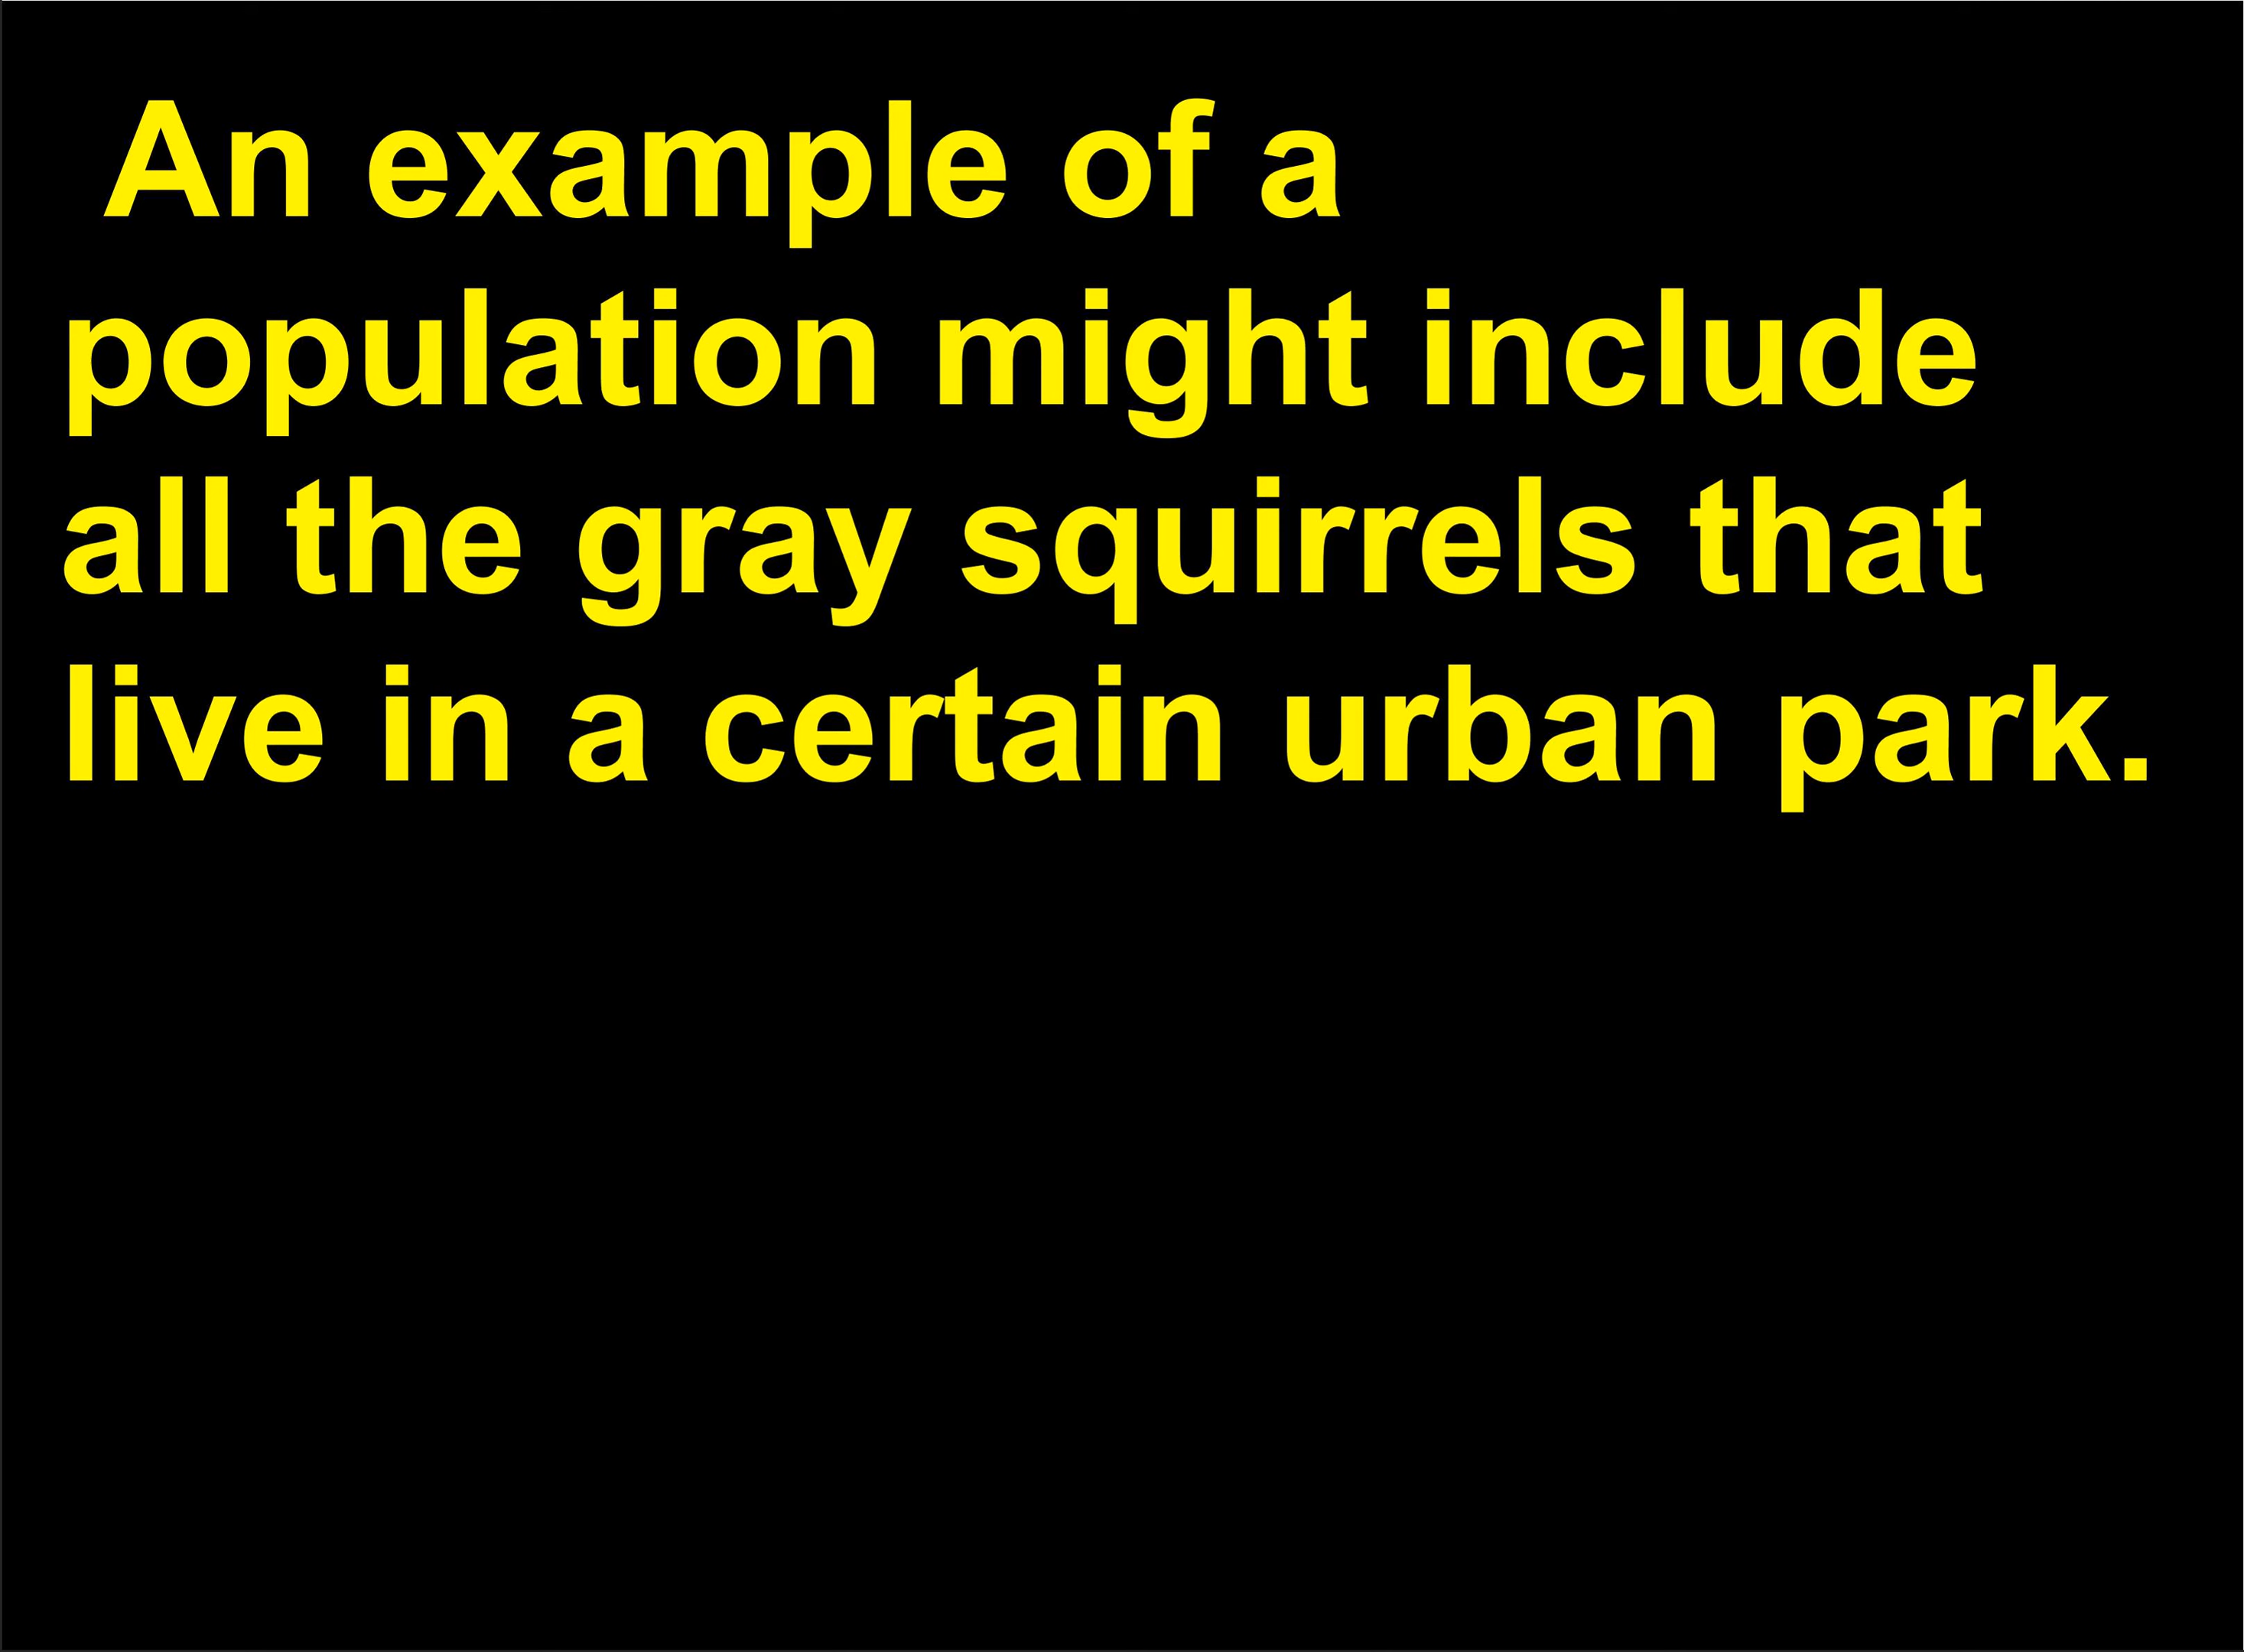 An example of a
population might include
all the gray squirrels that
live in a certain urban park.